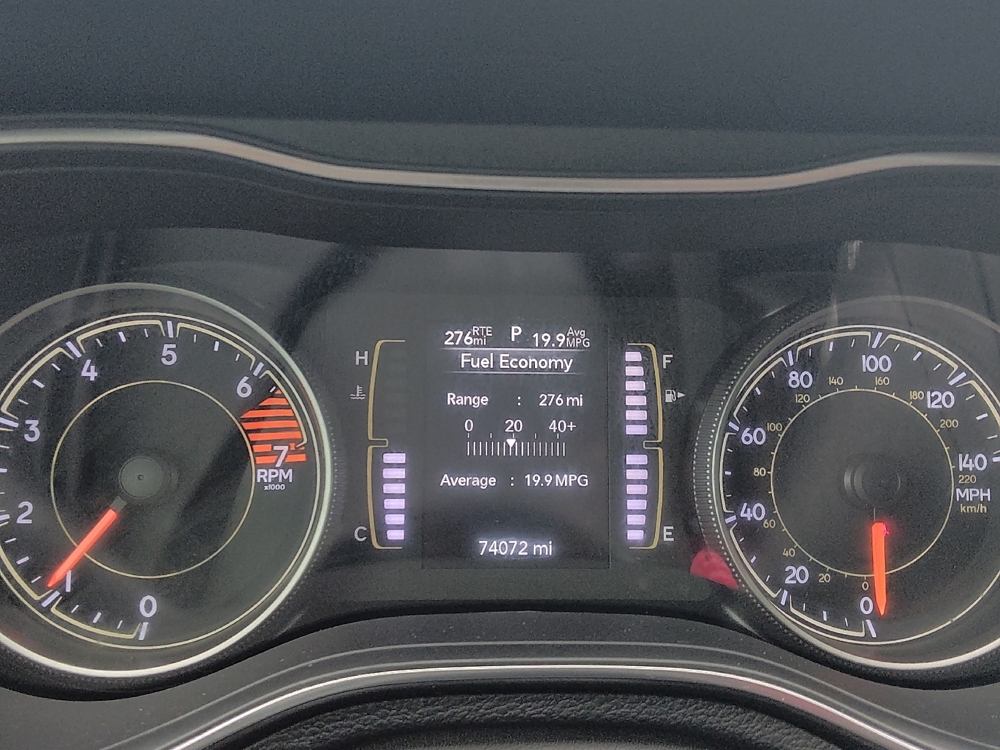 276 RTE mi P 19.9 Avg MPG
Fuel Economy
Range : 276 mi
0 20 40+
Average : 19.9 MPG
74072 mi
H
C
F
E
0
1
2
3
4
5
6
7
RPM
x1000
0 20 40 60 80 100 120 140
MPH
0 20 40 60 80 100 120 140 160 180 200 220
km/h